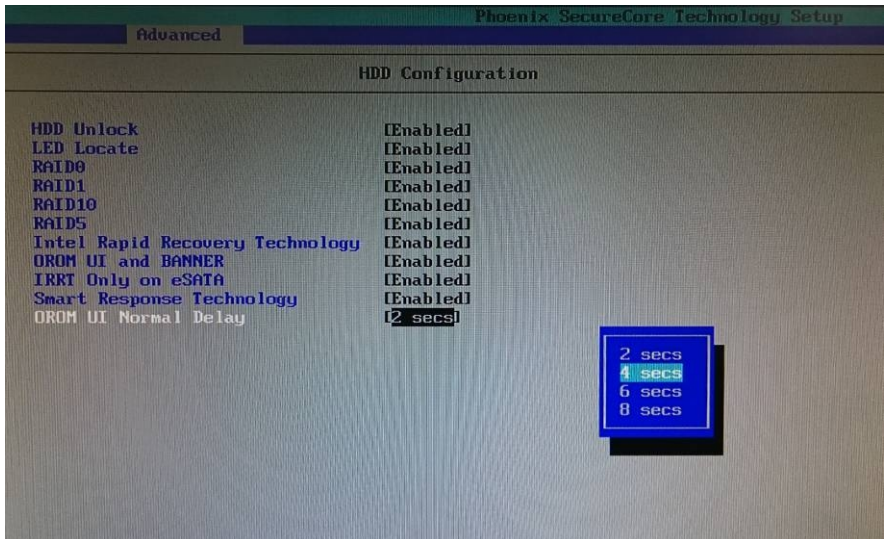 Phoenix SecureCore Technology Setup
Advanced
HDD Configuration
HDD Unlock [Enabled]
LED Locate [Enabled]
RAID0 [Enabled]
RAID1 [Enabled]
RAID10 [Enabled]
RAID5 [Enabled]
Intel Rapid Recovery Technology [Enabled]
OROM UI and BANNER [Enabled]
IRRT Only on eSATA [Enabled]
Smart Response Technology [Enabled]
OROM UI Normal Delay [2 secs]
2 secs
4 secs
6 secs
8 secs